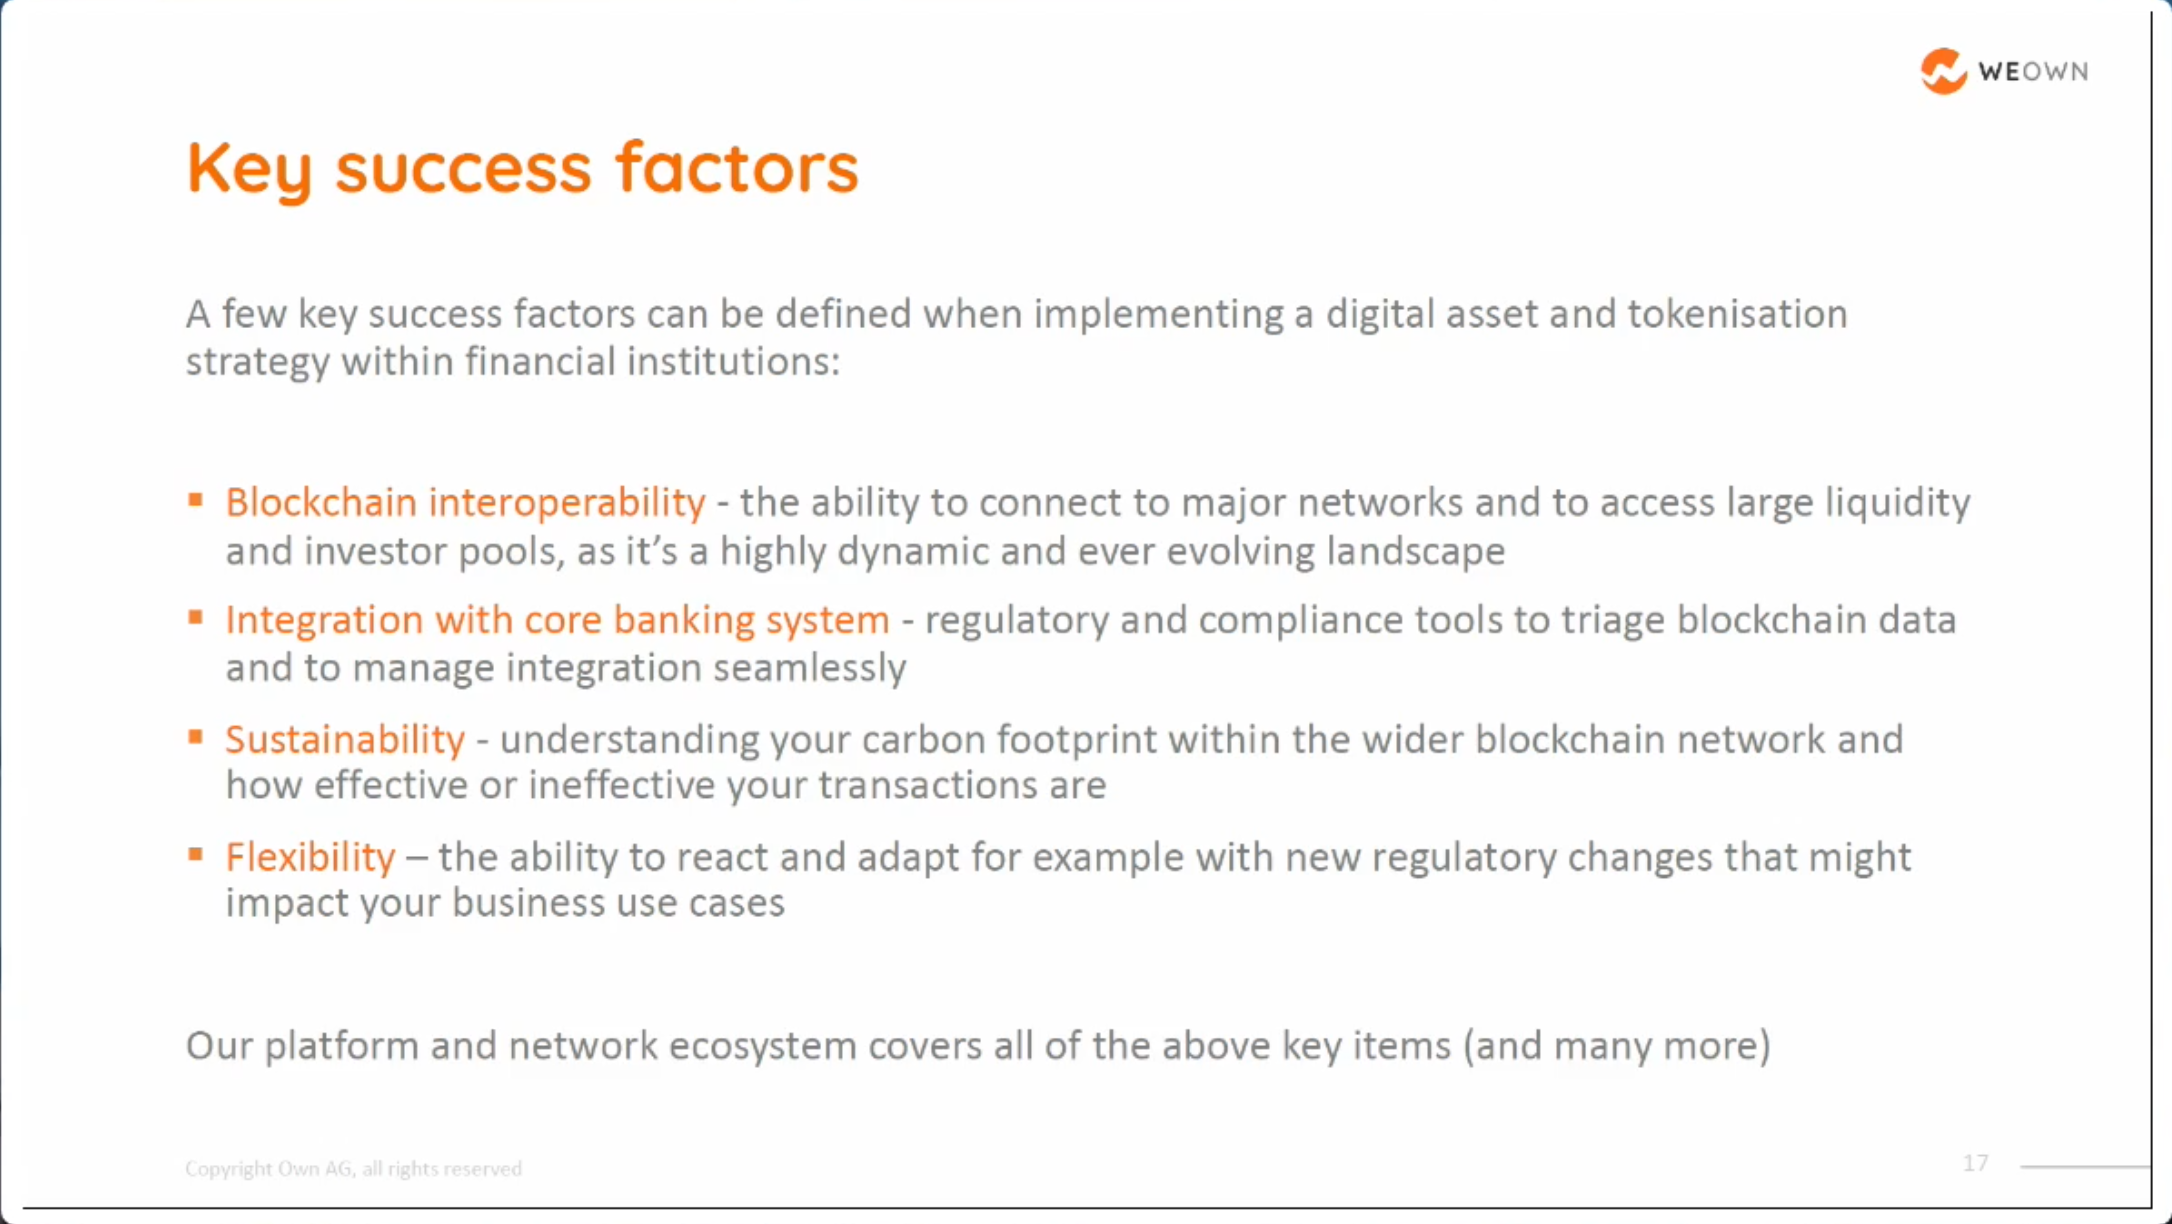 WEOWN
Key success factors
A few key success factors can be defined when implementing a digital asset and tokenisation
strategy within financial institutions:
▪ Blockchain interoperability - the ability to connect to major networks and to access large liquidity
and investor pools, as it’s a highly dynamic and ever evolving landscape
▪ Integration with core banking system - regulatory and compliance tools to triage blockchain data
and to manage integration seamlessly
▪ Sustainability - understanding your carbon footprint within the wider blockchain network and
how effective or ineffective your transactions are
▪ Flexibility – the ability to react and adapt for example with new regulatory changes that might
impact your business use cases
Our platform and network ecosystem covers all of the above key items (and many more)
Copyright Own AG, all rights reserved
17